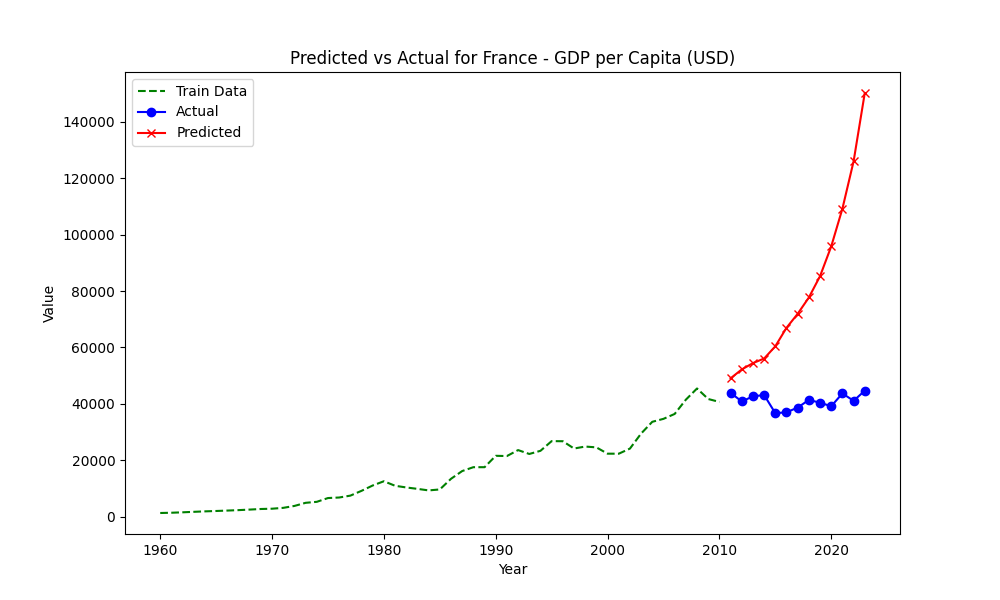 Predicted vs Actual for France - GDP per Capita (USD)
Train Data
Actual
Predicted
140000
120000
100000
80000
60000
40000
20000
0
Value
1960 1970 1980 1990 2000 2010 2020
Year